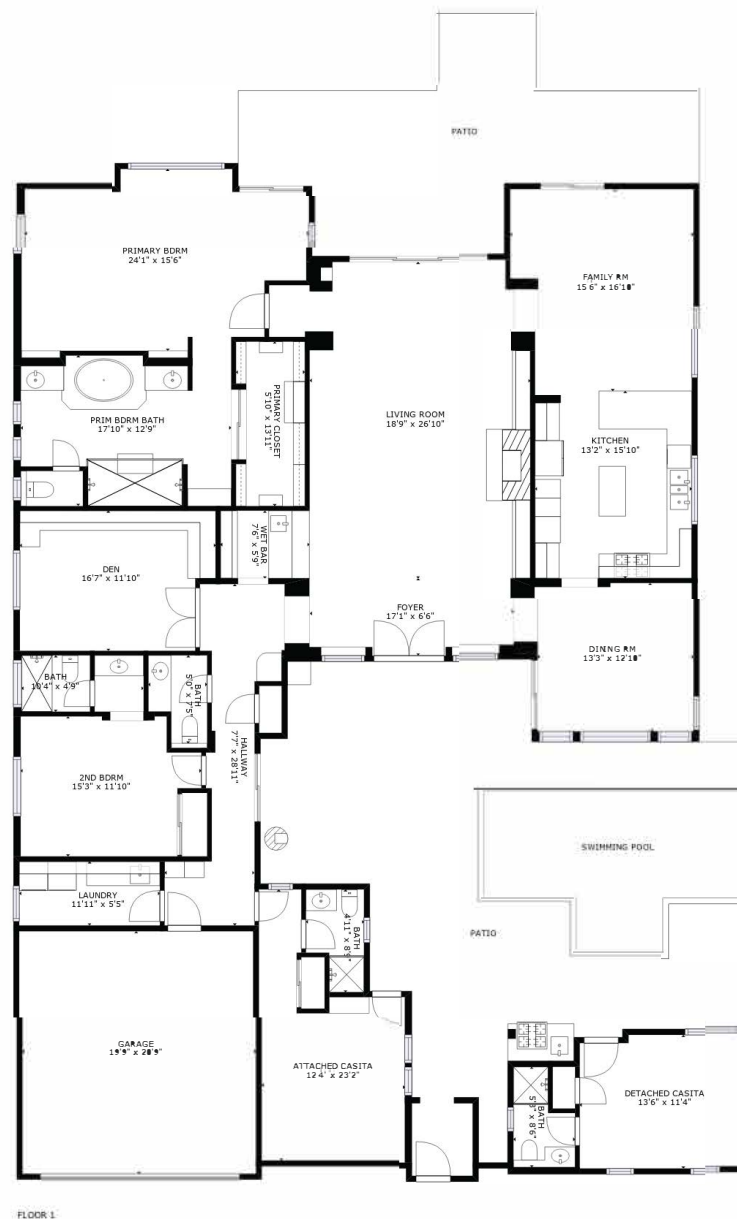 PATIO
PRIMARY BDRM
24'1" x 15'6"
FAMILY RM
15 6" x 16'10"
PRIM BDRM BATH
17'10" x 12'9"
PRIMARY CLOSET
5'10" x 13'11"
LIVING ROOM
18'9" x 26'10"
KITCHEN
13'2" x 15'10"
WET BAR
7'6" x 5'9"
DEN
16'7" x 11'10"
FOYER
17'1" x 6'6"
DINING RM
13'3" x 12'10"
BATH
10'4" x 4'9"
BATH
5'0" x 7'5"
HALLWAY
7'7" x 28'11"
2ND BDRM
15'3" x 11'10"
SWIMMING POOL
LAUNDRY
11'11" x 5'5"
BATH
4'11" x 8'9"
PATIO
GARAGE
19'9" x 20'9"
ATTACHED CASITA
12 4' x 23'2"
DETACHED CASITA
13'6" x 11'4"
BATH
5'3" x 8'6"
FLOOR 1